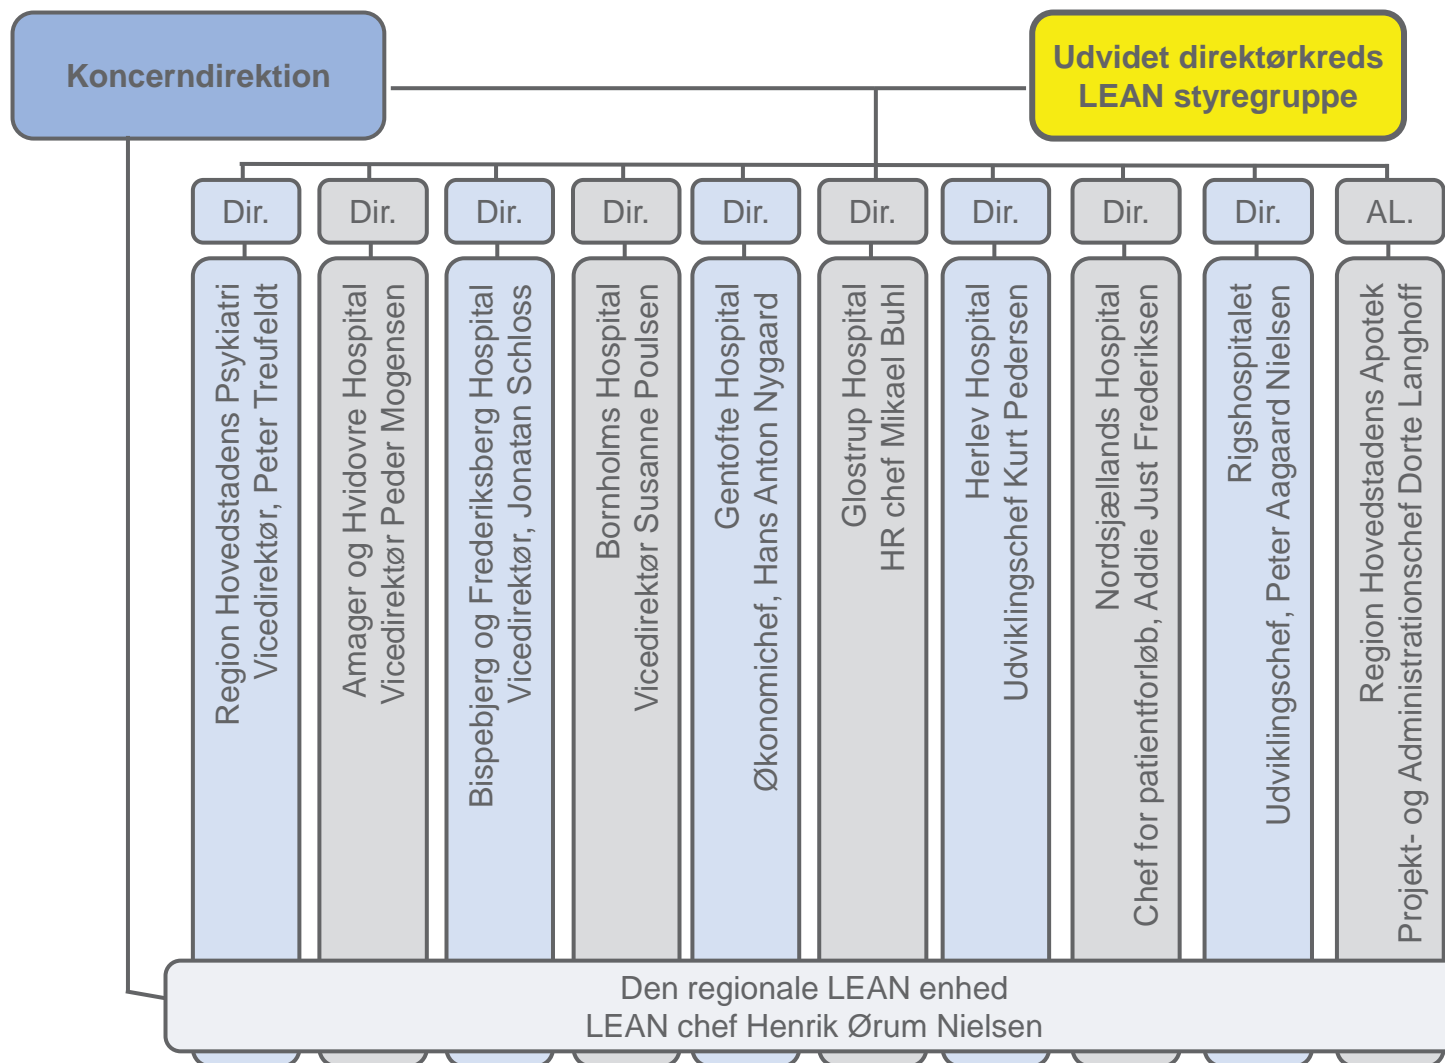 Koncerndirektion
Udvidet direktørkreds
LEAN styregruppe
Dir.
Dir.
Dir.
Dir.
Dir.
Dir.
Dir.
Dir.
Dir.
AL.
Region Hovedstadens Psykiatri
Vicedirektør, Peter Treufeldt
Amager og Hvidovre Hospital
Vicedirektør Peder Mogensen
Bispebjerg og Frederiksberg Hospital
Vicedirektør, Jonatan Schloss
Bornholms Hospital
Vicedirektør Susanne Poulsen
Gentofte Hospital
Økonomichef, Hans Anton Nygaard
Glostrup Hospital
HR chef Mikael Buhl
Herlev Hospital
Udviklingschef Kurt Pedersen
Nordsjællands Hospital
Chef for patientforløb, Addie Just Frederiksen
Rigshospitalet
Udviklingschef, Peter Aagaard Nielsen
Region Hovedstadens Apotek
Projekt- og Administrationschef Dorte Langhoff
Den regionale LEAN enhed
LEAN chef Henrik Ørum Nielsen